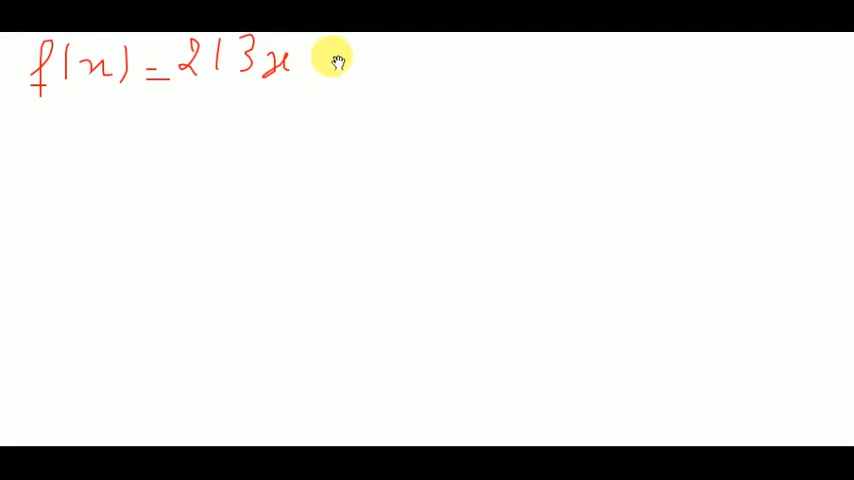 f(x) = 213x